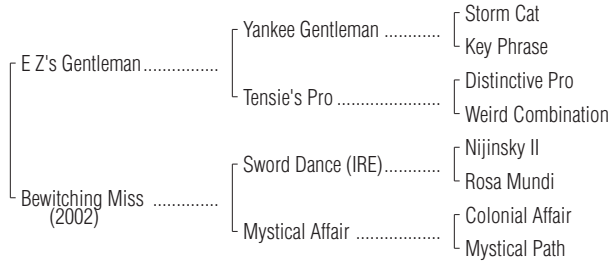 Storm Cat
Yankee Gentleman ............
Key Phrase
E Z's Gentleman ...............
Distinctive Pro
Tensie's Pro .....................
Weird Combination
Nijinsky II
Sword Dance (IRE)............
Rosa Mundi
Bewitching Miss ..............
(2002)
Colonial Affair
Mystical Affair .................
Mystical Path